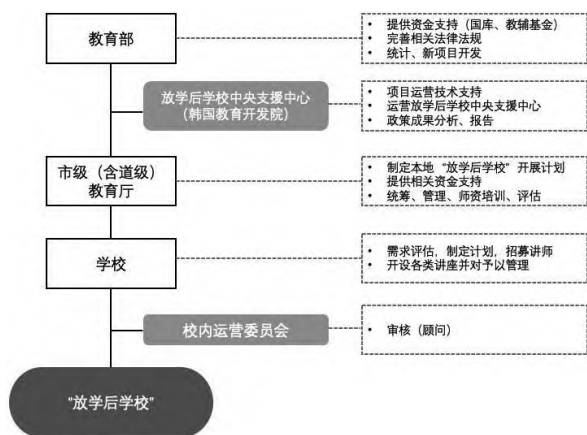 教育部
• 提供资金支持（国库、教辅基金）
• 完善相关法律法规
• 统计、新项目开发
放学后学校中央支援中心
（韩国教育开发院）
• 项目运营技术支持
• 运营放学后学校中央支援中心
• 政策成果分析、报告
市级（含道级）
教育厅
• 制定本地“放学后学校”开展计划
• 提供相关资金支持
• 统筹、管理、师资培训、评估
学校
• 需求评估，制定计划，招募讲师
• 开设各类讲座并对予以管理
校内运营委员会
• 审核（顾问）
“放学后学校”